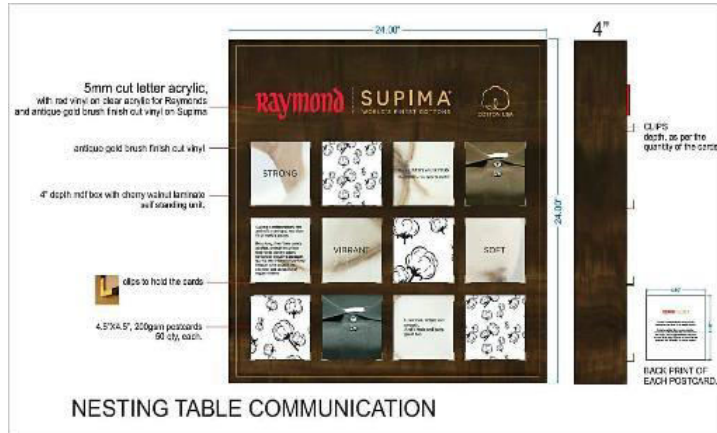 24.00"
4"
5mm cut letter acrylic,
with red vinyl on clear acrylic for Raymonds
and antique gold brush finish cut vinyl on Supima
Raymond
SUPIMA
WORLD'S FINEST COTTONS
COTTON USA
CLIPS
depth, as per the
quantity of the cards
antique gold brush finish cut vinyl
STRONG
4" depth mdf box with cherry walnut laminate
self standing unit.
24.00"
VIBRANT
SOFT
clips to hold the cards
4.5"X4.5", 200gsm postcards
50 qty, each.
BACK PRINT OF
EACH POSTCARD.
NESTING TABLE COMMUNICATION